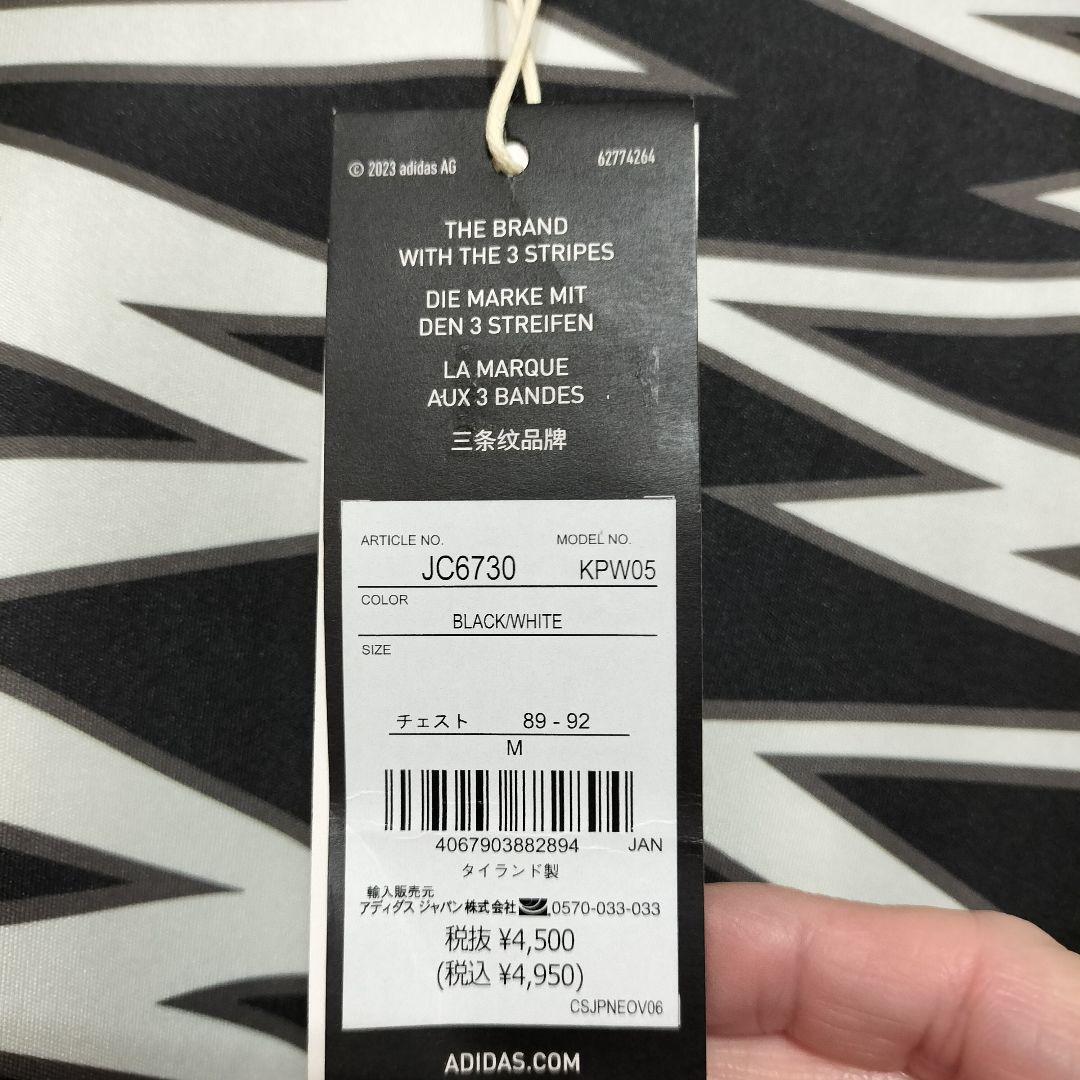 © 2023 adidas AG 62774264
THE BRAND
WITH THE 3 STRIPES
DIE MARKE MIT
DEN 3 STREIFEN
LA MARQUE
AUX 3 BANDES
三条纹品牌
ARTICLE NO. MODEL NO.
JC6730 KPW05
COLOR
BLACK/WHITE
SIZE
チェスト 89 - 92
M
4067903882894 JAN
タイランド製
輸入販売元
アディダス ジャパン株式会社 0570-033-033
税抜 ¥4,500
(税込 ¥4,950)
CSJPNEOV06
ADIDAS.COM